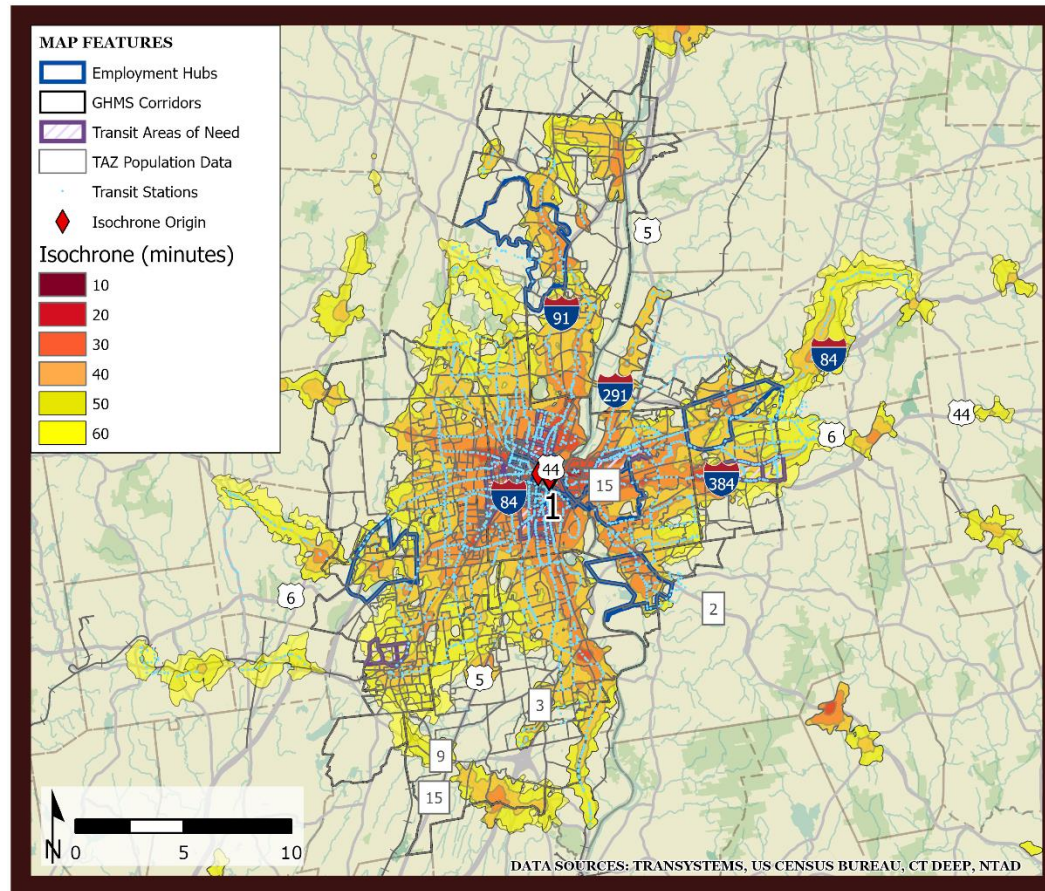 MAP FEATURES
Employment Hubs
GHMS Corridors
Transit Areas of Need
TAZ Population Data
Transit Stations
Isochrone Origin
Isochrone (minutes)
10
20
30
40
50
60
5
91
84
291
44
6
44
15
384
84
1
6
2
5
3
9
15
N
0 5 10
DATA SOURCES: TRANSYSTEMS, US CENSUS BUREAU, CT DEEP, NTAD